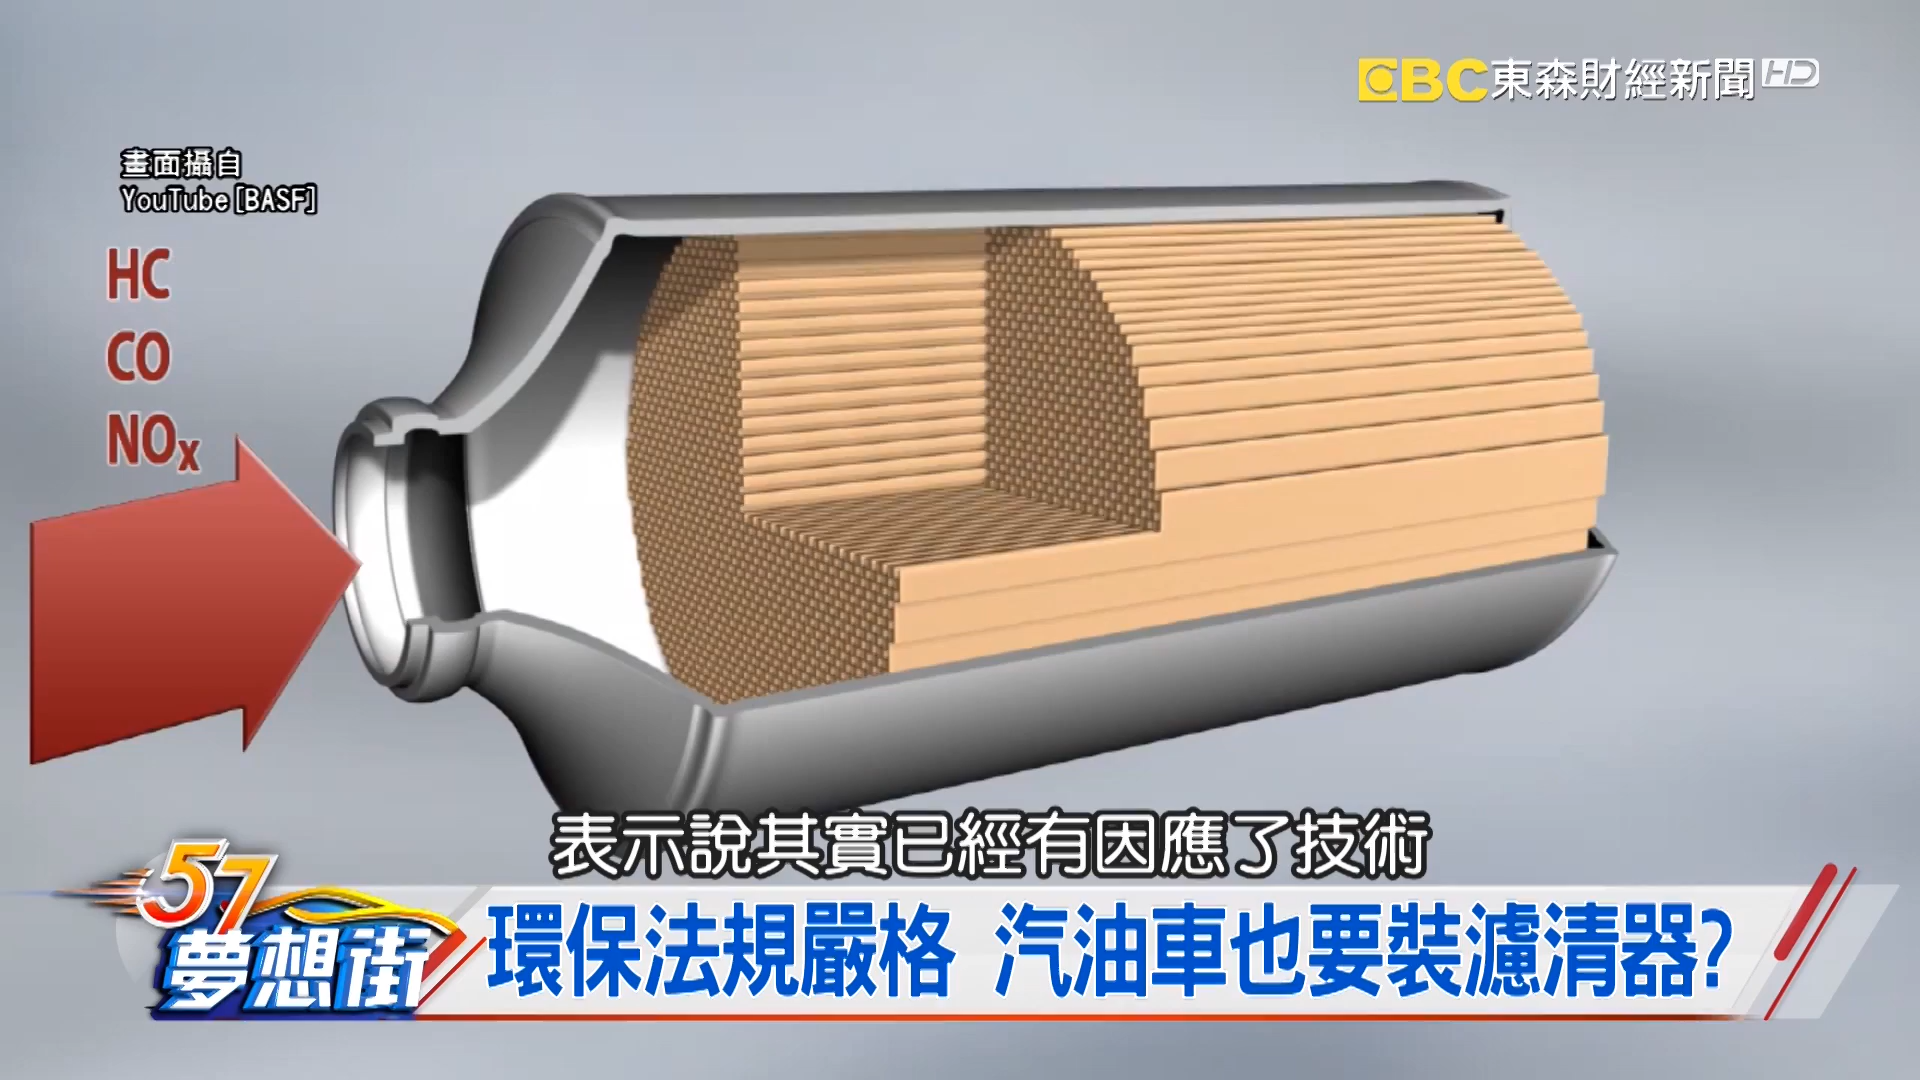 EBC東森財經新聞HD
畫面攝自
YouTube[BASF]
HC
CO
NOx
表示說其實已經有因應了技術
57
夢想街
環保法規嚴格 汽油車也要裝濾清器?